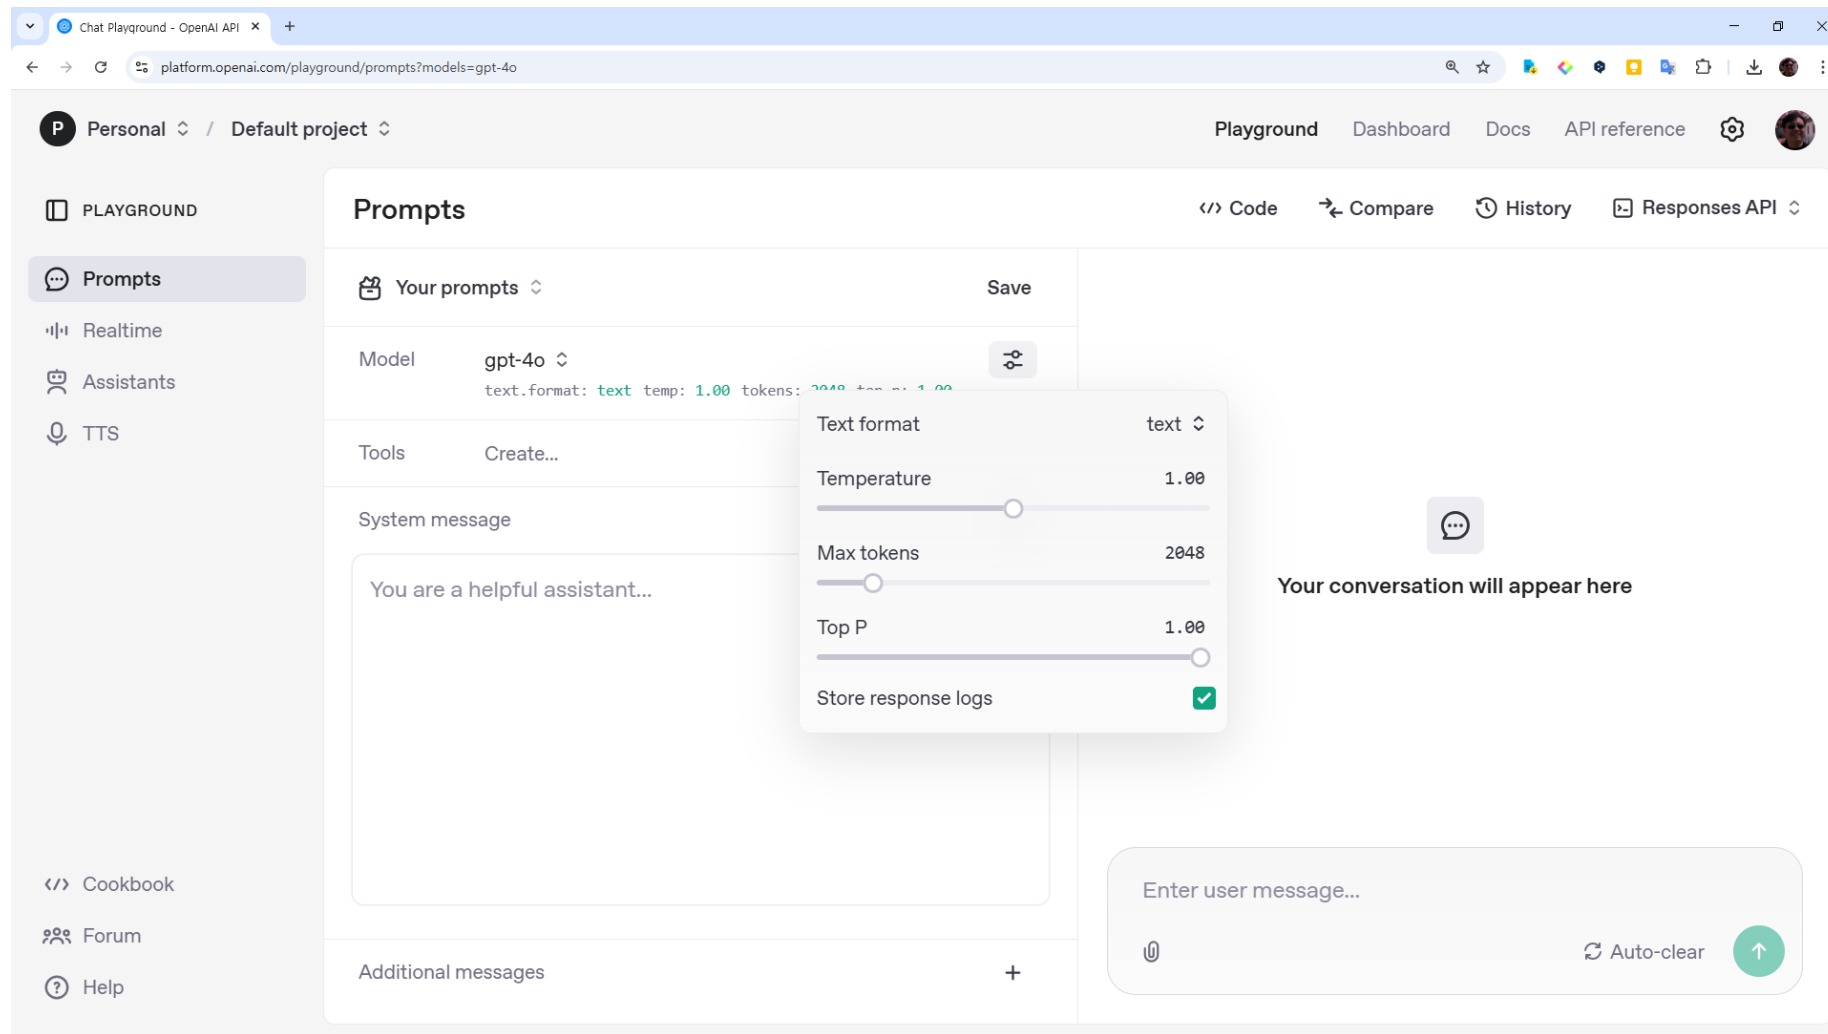 Chat Playground - OpenAI API
platform.openai.com/playground/prompts?models=gpt-4o
P Personal / Default project
Playground Dashboard Docs API reference
PLAYGROUND
Prompts
Realtime
Assistants
TTS
Cookbook
Forum
Help
Prompts
Code Compare History Responses API
Your prompts Save
Model gpt-4o
text.format: text temp: 1.00 tokens: 2048 top_p: 1.00
Tools Create...
System message
You are a helpful assistant...
Text format text
Temperature 1.00
Max tokens 2048
Top P 1.00
Store response logs
Additional messages
Your conversation will appear here
Enter user message...
Auto-clear